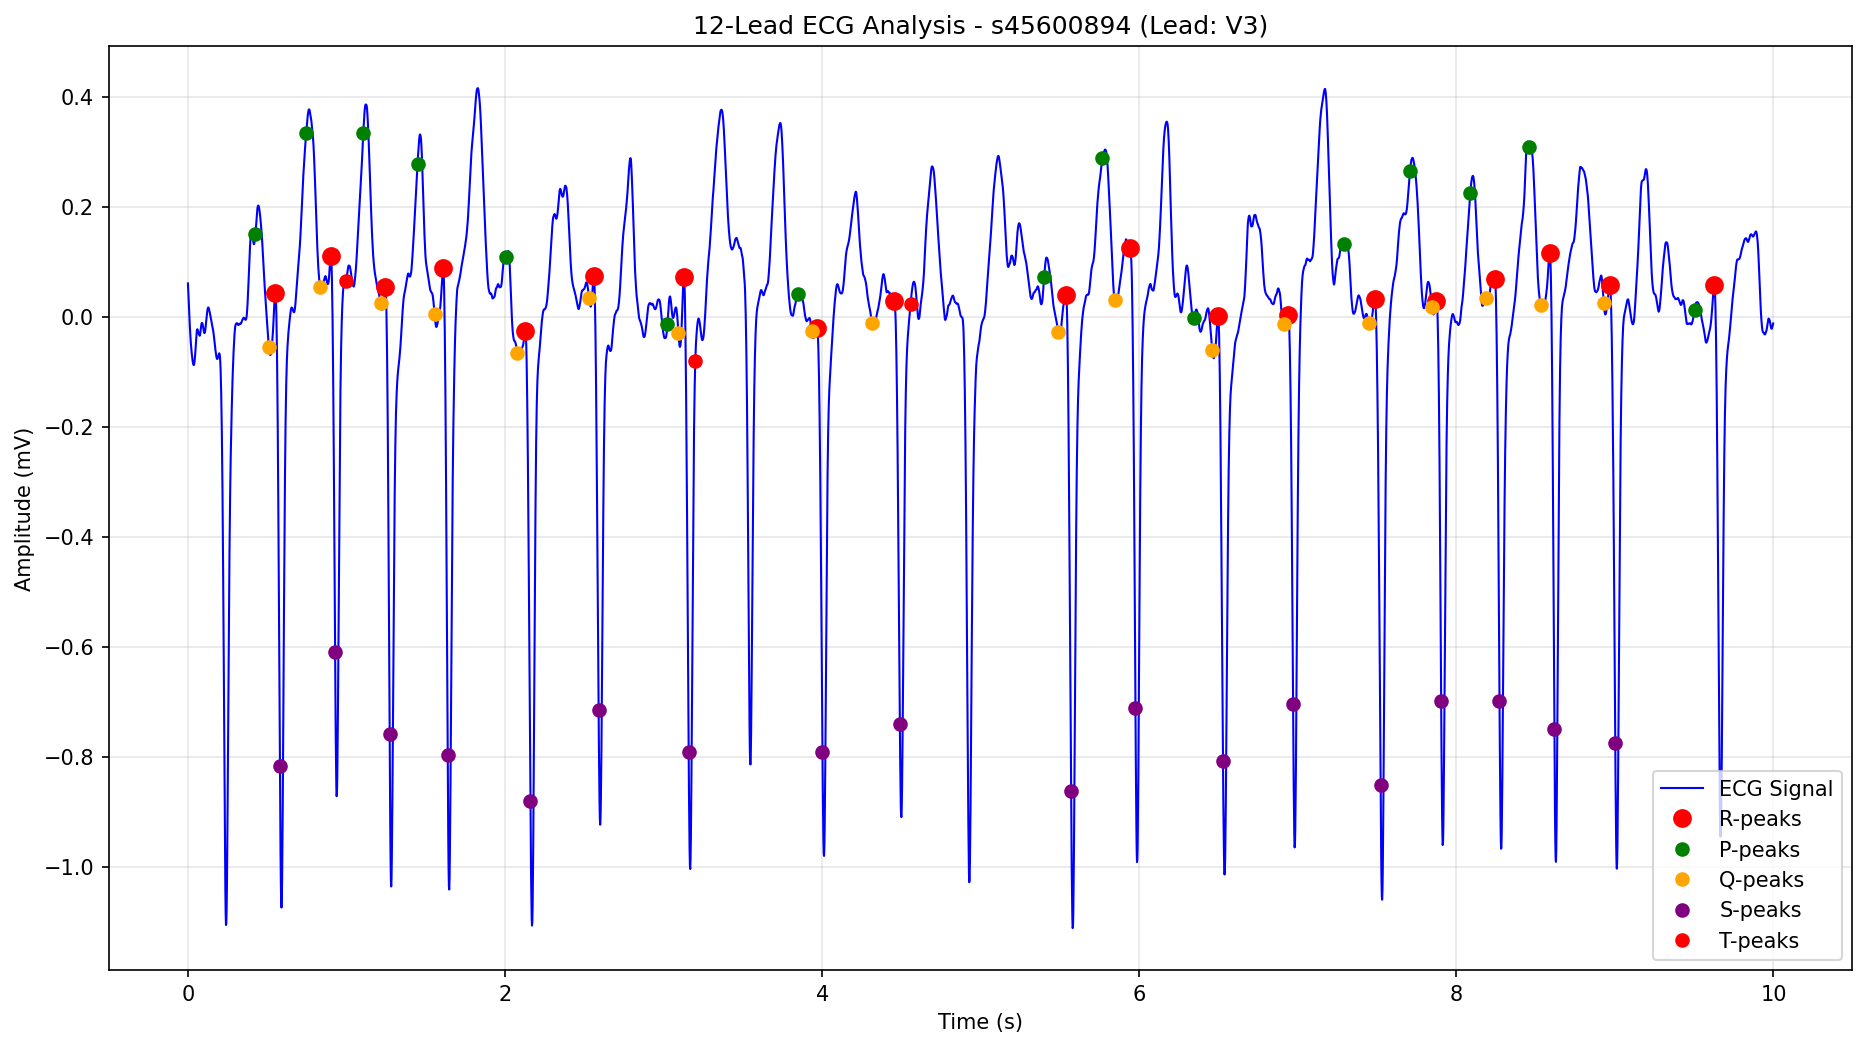 12-Lead ECG Analysis - s45600894 (Lead: V3)
Amplitude (mV)
0.4
0.2
0.0
−0.2
−0.4
−0.6
−0.8
−1.0
0 2 4 6 8 10
Time (s)
ECG Signal
R-peaks
P-peaks
Q-peaks
S-peaks
T-peaks